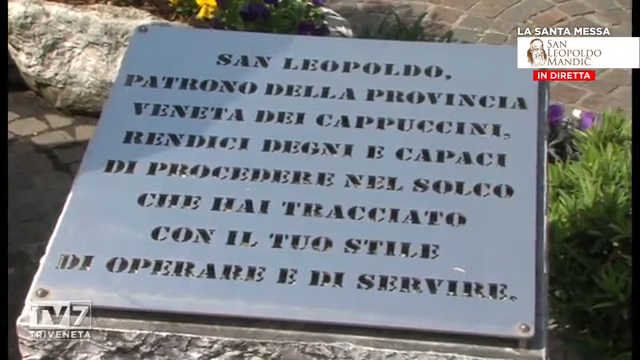 LA SANTA MESSA
SAN
LEOPOLDO
MANDIĆ
IN DIRETTA
SAN LEOPOLDO,
PATRONO DELLA PROVINCIA
VENETA DEI CAPPUCCINI,
RENDICI DEGNI E CAPACI
DI PROCEDERE NEL SOLCO
CHE HAI TRACCIATO
CON IL TUO STILE
DI OPERARE E DI SERVIRE.
TV7
TRIVENETA